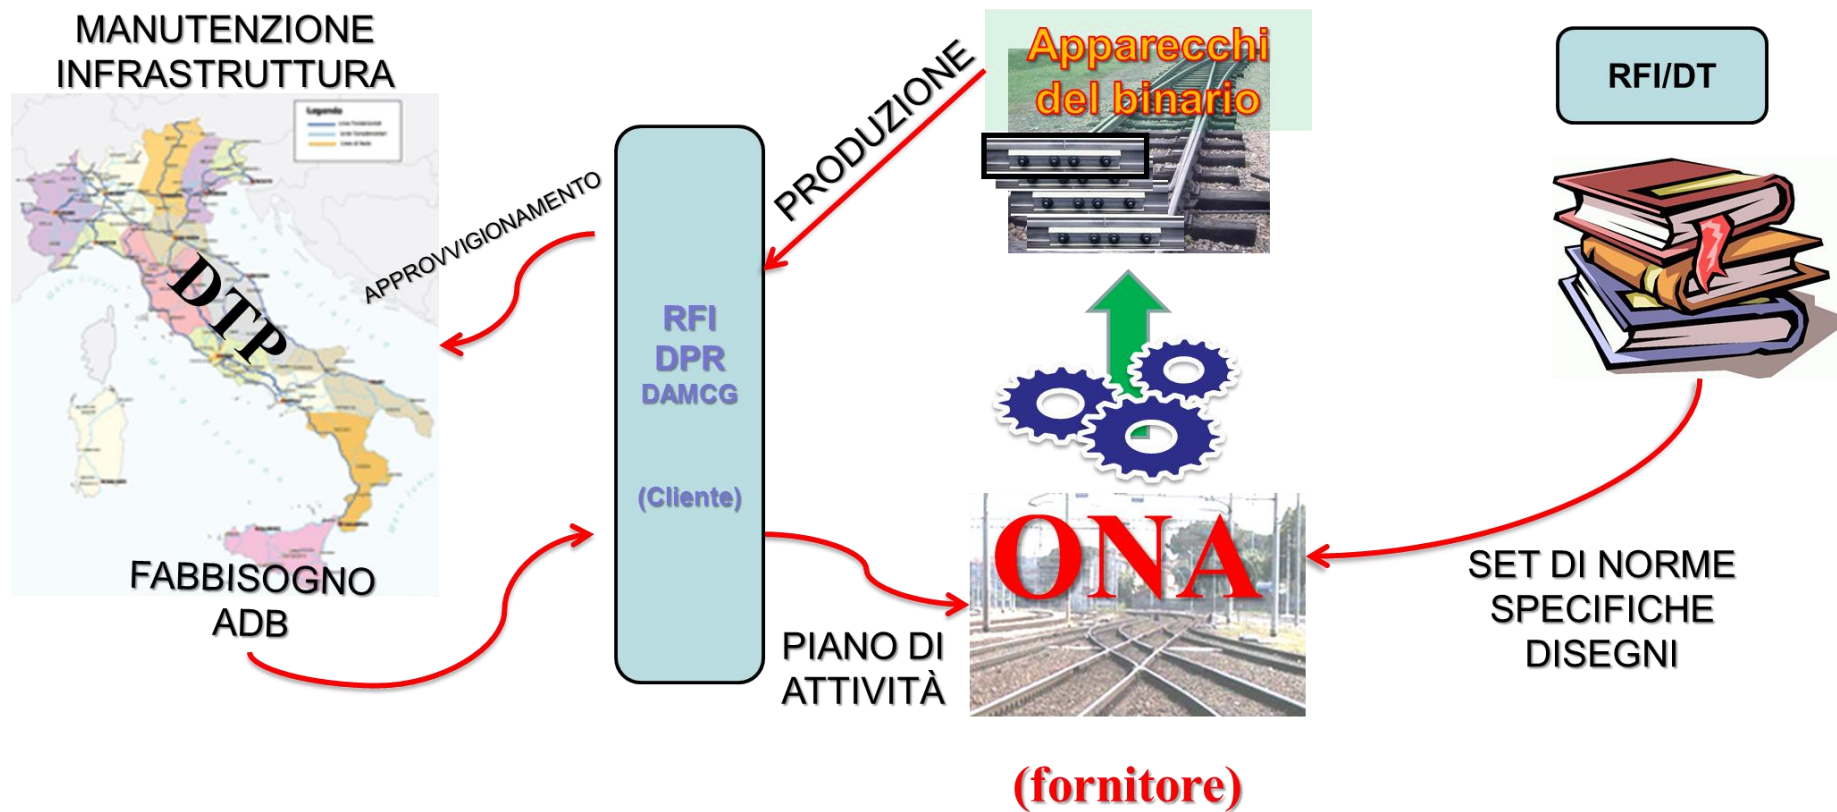 MANUTENZIONE
INFRASTRUTTURA
Legenda
DTP
FABBISOGNO
ADB
APPROVVIGIONAMENTO
RFI
DPR
DAMCG
(Cliente)
PRODUZIONE
Apparecchi
del binario
PIANO DI
ATTIVITÀ
ONA
(fornitore)
RFI/DT
SET DI NORME
SPECIFICHE
DISEGNI